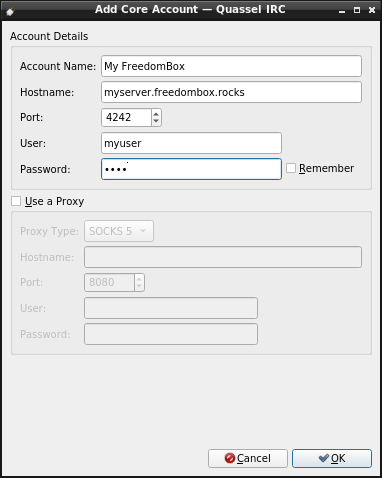 Add Core Account — Quassel IRC
Account Details
Account Name: My FreedomBox
Hostname: myserver.freedombox.rocks
Port: 4242
User: myuser
Password: •••• Remember
Use a Proxy
Proxy Type: SOCKS 5
Hostname:
Port: 8080
User:
Password:
Cancel OK